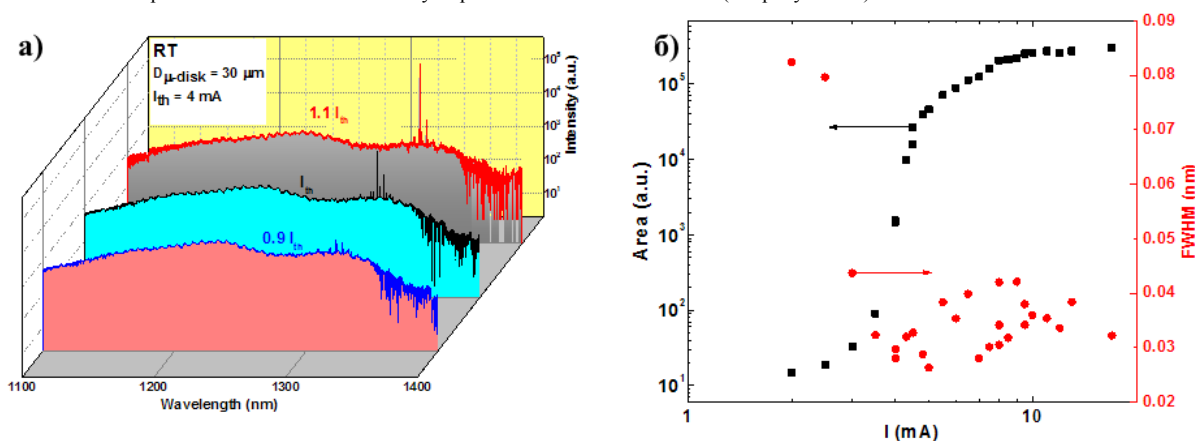 а)
RT
Dμ-disk = 30 μm
Ith = 4 mA
1.1 Ith
Ith
0.9 Ith
10⁵
10⁴
10³
10²
10¹
Intensity (a.u.)
1100
1200
1300
1400
Wavelength (nm)
б)
10⁵
10⁴
10³
10²
10¹
Area (a.u.)
0.09
0.08
0.07
0.06
0.05
0.04
0.03
0.02
FWHM (nm)
1
10
I (mA)